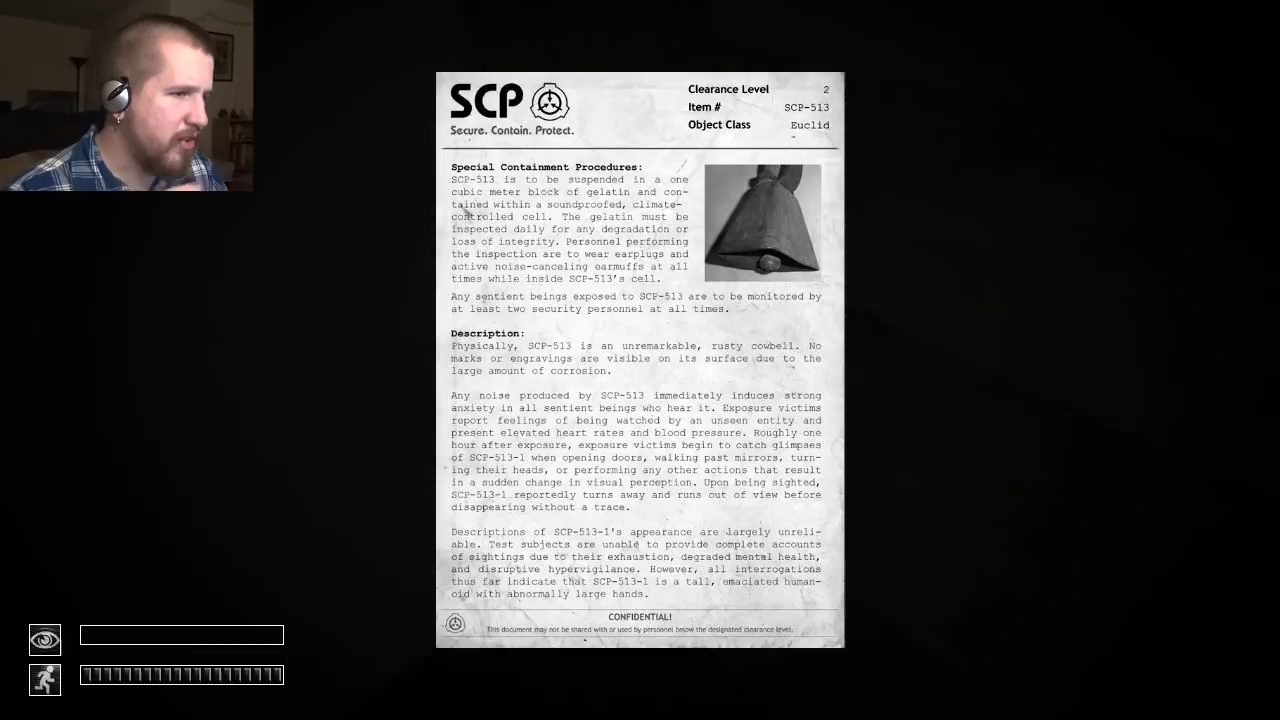 SCP
Secure. Contain. Protect.
Clearance Level 2
Item # SCP-513
Object Class Euclid
Special Containment Procedures:
SCP-513 is to be suspended in a one
cubic meter block of gelatin and con-
tained within a soundproofed, climate-
controlled cell. The gelatin must be
inspected daily for any degradation or
loss of integrity. Personnel performing
the inspection are to wear earplugs and
active noise-canceling earmuffs at all
times while inside SCP-513's cell.
Any sentient beings exposed to SCP-513 are to be monitored by
at least two security personnel at all times.
Description:
Physically, SCP-513 is an unremarkable, rusty cowbell. No
marks or engravings are visible on its surface due to the
large amount of corrosion.
Any noise produced by SCP-513 immediately induces strong
anxiety in all sentient beings who hear it. Exposure victims
report feelings of being watched by an unseen entity and
present elevated heart rates and blood pressure. Roughly one
hour after exposure, exposure victims begin to catch glimpses
of SCP-513-1 when opening doors, walking past mirrors, turn-
ing their heads, or performing any other actions that result
in a sudden change in visual perception. Upon being sighted,
SCP-513-1 reportedly turns away and runs out of view before
disappearing without a trace.
Descriptions of SCP-513-1's appearance are largely unreli-
able. Test subjects are unable to provide complete accounts
of sightings due to their exhaustion, degraded mental health,
and disruptive hypervigilance. However, all interrogations
thus far indicate that SCP-513-1 is a tall, emaciated human-
oid with abnormally large hands.
CONFIDENTIAL!
This document may not be shared with or used by personnel below the designated clearance level.